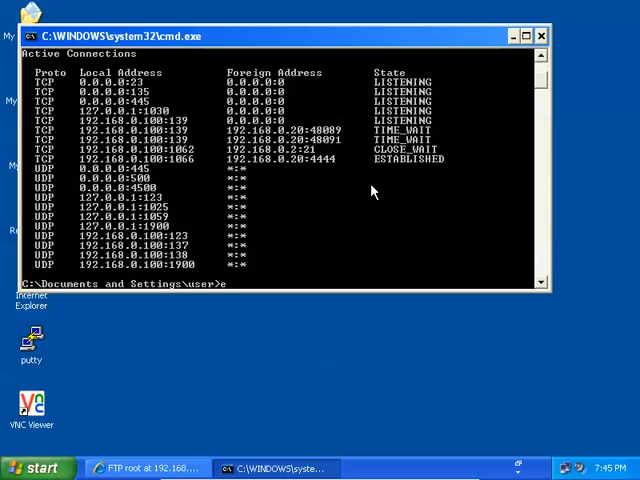 C:\WINDOWS\system32\cmd.exe
Active Connections
Proto Local Address Foreign Address State
TCP 0.0.0.0:23 0.0.0.0:0 LISTENING
TCP 0.0.0.0:135 0.0.0.0:0 LISTENING
TCP 0.0.0.0:445 0.0.0.0:0 LISTENING
TCP 127.0.0.1:1030 0.0.0.0:0 LISTENING
TCP 192.168.0.100:139 0.0.0.0:0 LISTENING
TCP 192.168.0.100:139 192.168.0.20:48089 TIME_WAIT
TCP 192.168.0.100:139 192.168.0.20:48091 TIME_WAIT
TCP 192.168.0.100:1062 192.168.0.2:21 CLOSE_WAIT
TCP 192.168.0.100:1066 192.168.0.20:4444 ESTABLISHED
UDP 0.0.0.0:445 *:*
UDP 0.0.0.0:500 *:*
UDP 0.0.0.0:4500 *:*
UDP 127.0.0.1:123 *:*
UDP 127.0.0.1:1025 *:*
UDP 127.0.0.1:1059 *:*
UDP 127.0.0.1:1900 *:*
UDP 192.168.0.100:123 *:*
UDP 192.168.0.100:137 *:*
UDP 192.168.0.100:138 *:*
UDP 192.168.0.100:1900 *:*
C:\Documents and Settings\user>e
My
My
My
Internet
Explorer
putty
VNC Viewer
start
FTP root at 192.168....
C:\WINDOWS\syste...
7:45 PM